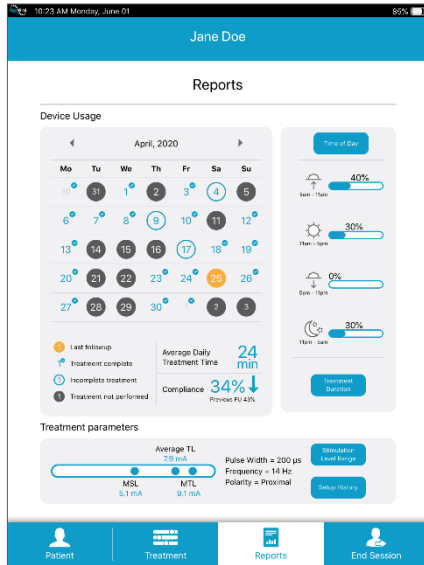 10:23 AM Monday, June 01 85%
Jane Doe
Reports
Device Usage
April, 2020
Mo Tu We Th Fr Sa Su
30 31 1 2 3 4 5
6 7 8 9 10 11 12
13 14 15 16 17 18 19
20 21 22 23 24 25 26
27 28 29 30 1 2 3
1 Last followup
1 Treatment complete
1 Incomplete treatment
1 Treatment not performed
Average Daily
Treatment Time
24
min
Compliance 34%
Previous FU 43%
Time of Day
40%
5am - 11am
30%
11am - 5pm
0%
5pm - 11pm
30%
11pm - 5am
Treatment
Duration
Treatment parameters
Average TL
7.9 mA
MSL
5.1 mA
MTL
9.1 mA
Pulse Width = 200 μs
Frequency = 14 Hz
Polarity = Proximal
Stimulation
Level Range
Setup History
Patient
Treatment
Reports
End Session